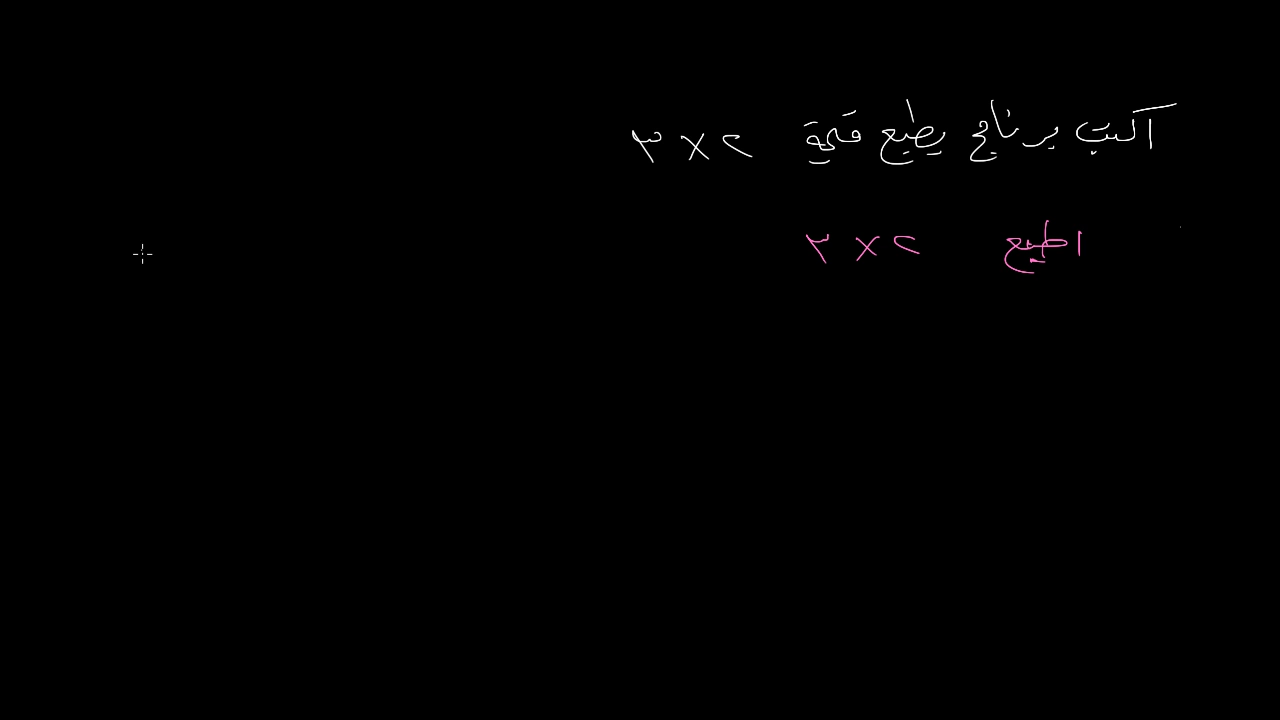 اكتب برنامج يطبع قيمة ٢ × ٣
اطبع ٢ × ٣